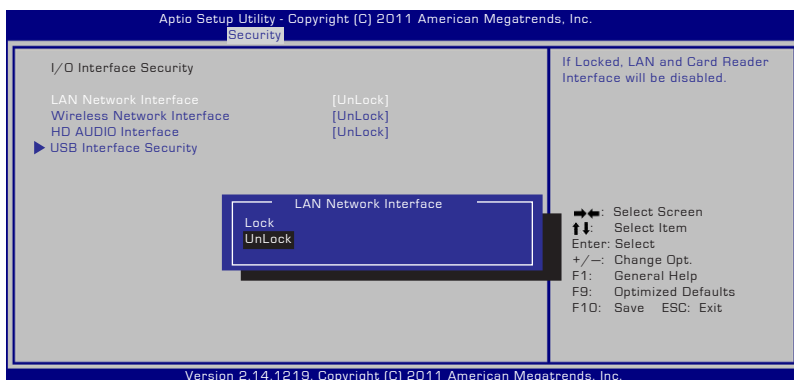 Aptio Setup Utility - Copyright (C) 2011 American Megatrends, Inc.
Security
I/O Interface Security
LAN Network Interface [UnLock]
Wireless Network Interface [UnLock]
HD AUDIO Interface [UnLock]
USB Interface Security
LAN Network Interface
Lock
UnLock
If Locked, LAN and Card Reader
Interface will be disabled.
→←: Select Screen
↑↓: Select Item
Enter: Select
+/—: Change Opt.
F1: General Help
F9: Optimized Defaults
F10: Save ESC: Exit
Version 2.14.1219. Copyright (C) 2011 American Megatrends, Inc.